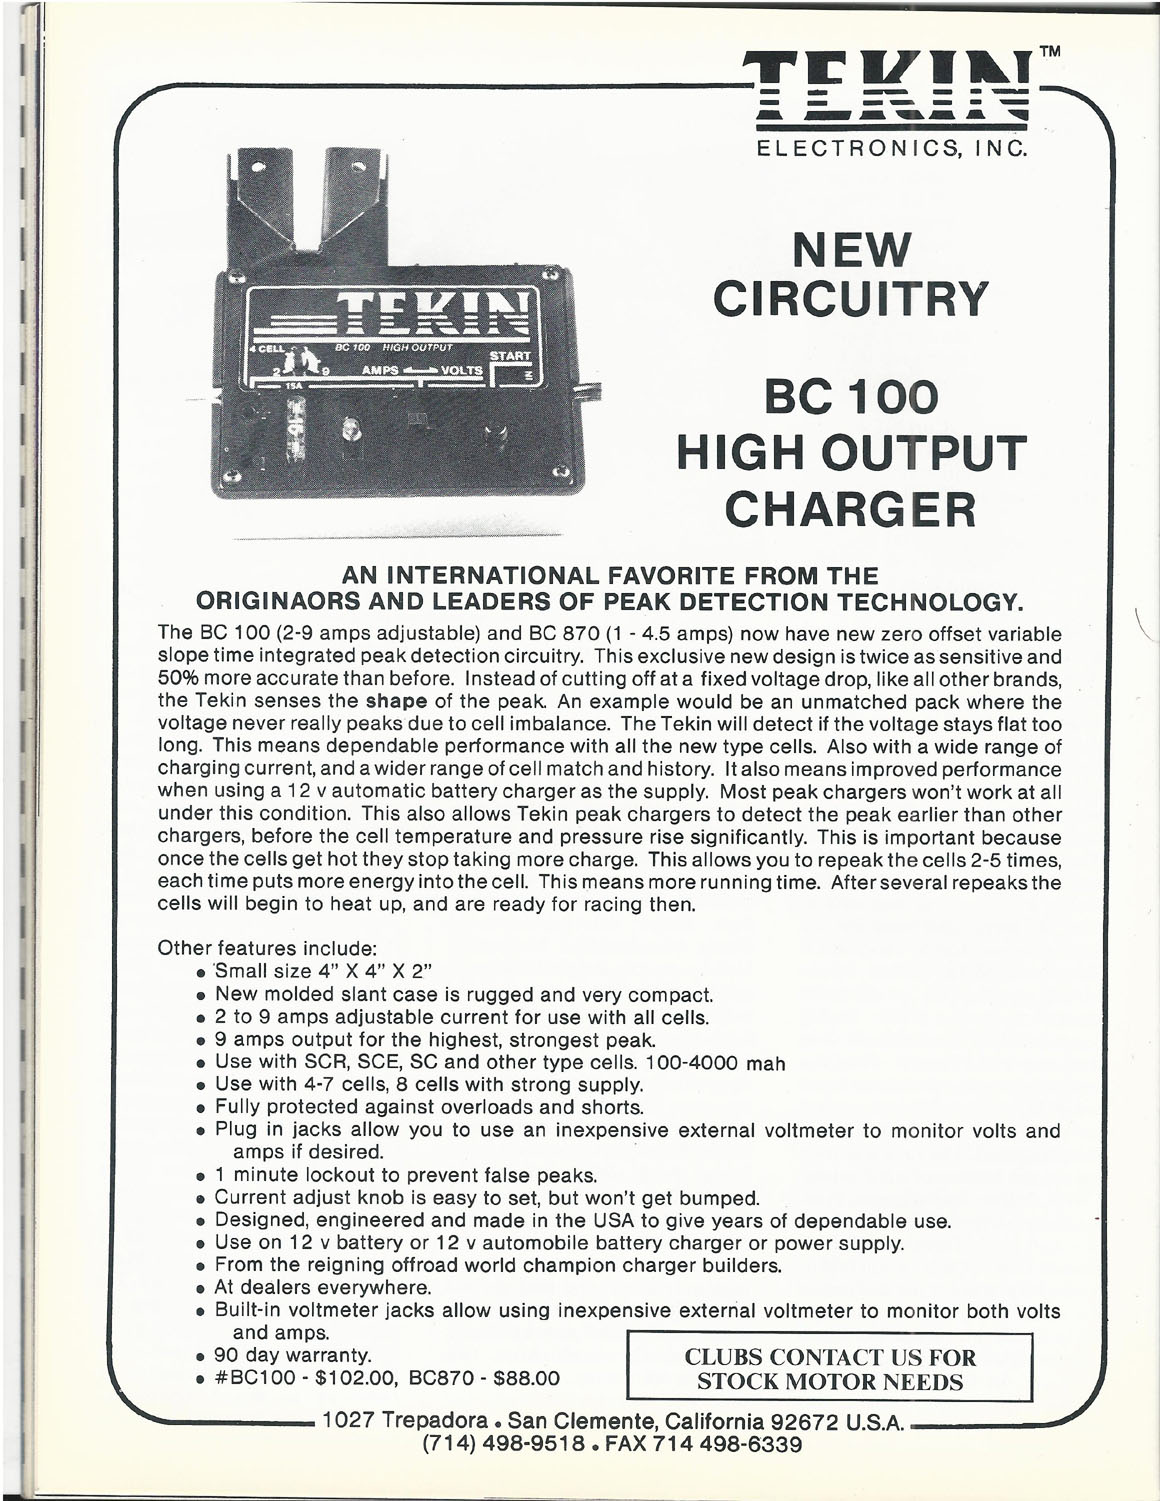 TEKIN™
ELECTRONICS, INC.
TEKIN
BC 100 HIGH OUTPUT
4 CELL
START
2 9
AMPS VOLTS
15A
NEW
CIRCUITRY
BC 100
HIGH OUTPUT
CHARGER
AN INTERNATIONAL FAVORITE FROM THE
ORIGINAORS AND LEADERS OF PEAK DETECTION TECHNOLOGY.
The BC 100 (2-9 amps adjustable) and BC 870 (1 - 4.5 amps) now have new zero offset variable
slope time integrated peak detection circuitry. This exclusive new design is twice as sensitive and
50% more accurate than before. Instead of cutting off at a fixed voltage drop, like all other brands,
the Tekin senses the shape of the peak. An example would be an unmatched pack where the
voltage never really peaks due to cell imbalance. The Tekin will detect if the voltage stays flat too
long. This means dependable performance with all the new type cells. Also with a wide range of
charging current, and a wider range of cell match and history. It also means improved performance
when using a 12 v automatic battery charger as the supply. Most peak chargers won't work at all
under this condition. This also allows Tekin peak chargers to detect the peak earlier than other
chargers, before the cell temperature and pressure rise significantly. This is important because
once the cells get hot they stop taking more charge. This allows you to repeak the cells 2-5 times,
each time puts more energy into the cell. This means more running time. After several repeaks the
cells will begin to heat up, and are ready for racing then.
Other features include:
• Small size 4" X 4" X 2"
• New molded slant case is rugged and very compact.
• 2 to 9 amps adjustable current for use with all cells.
• 9 amps output for the highest, strongest peak.
• Use with SCR, SCE, SC and other type cells. 100-4000 mah
• Use with 4-7 cells, 8 cells with strong supply.
• Fully protected against overloads and shorts.
• Plug in jacks allow you to use an inexpensive external voltmeter to monitor volts and
amps if desired.
• 1 minute lockout to prevent false peaks.
• Current adjust knob is easy to set, but won't get bumped.
• Designed, engineered and made in the USA to give years of dependable use.
• Use on 12 v battery or 12 v automobile battery charger or power supply.
• From the reigning offroad world champion charger builders.
• At dealers everywhere.
• Built-in voltmeter jacks allow using inexpensive external voltmeter to monitor both volts
and amps.
• 90 day warranty.
• #BC100 - $102.00, BC870 - $88.00
CLUBS CONTACT US FOR
STOCK MOTOR NEEDS
1027 Trepadora • San Clemente, California 92672 U.S.A.
(714) 498-9518 • FAX 714 498-6339